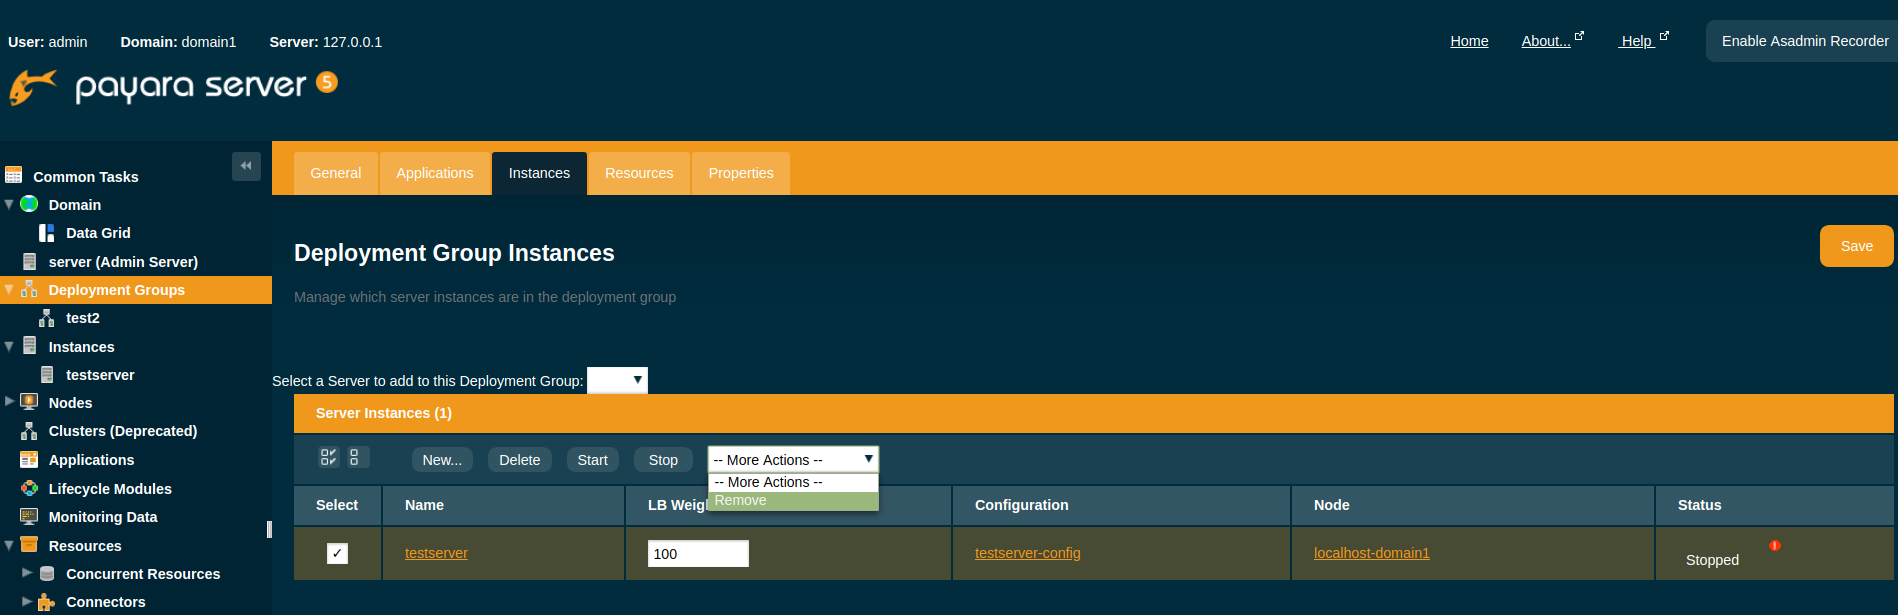 User: admin Domain: domain1 Server: 127.0.0.1 Home About... Help Enable Asadmin Recorder
payara server 5
General Applications Instances Resources Properties
Common Tasks
Domain
Data Grid
server (Admin Server)
Deployment Groups
test2
Instances
testserver
Nodes
Clusters (Deprecated)
Applications
Lifecycle Modules
Monitoring Data
Resources
Concurrent Resources
Connectors
Deployment Group Instances Save
Manage which server instances are in the deployment group
Select a Server to add to this Deployment Group:
Server Instances (1)
New... Delete Start Stop -- More Actions --
-- More Actions --
Remove
Select Name LB Weig Configuration Node Status
testserver 100 testserver-config localhost-domain1 Stopped